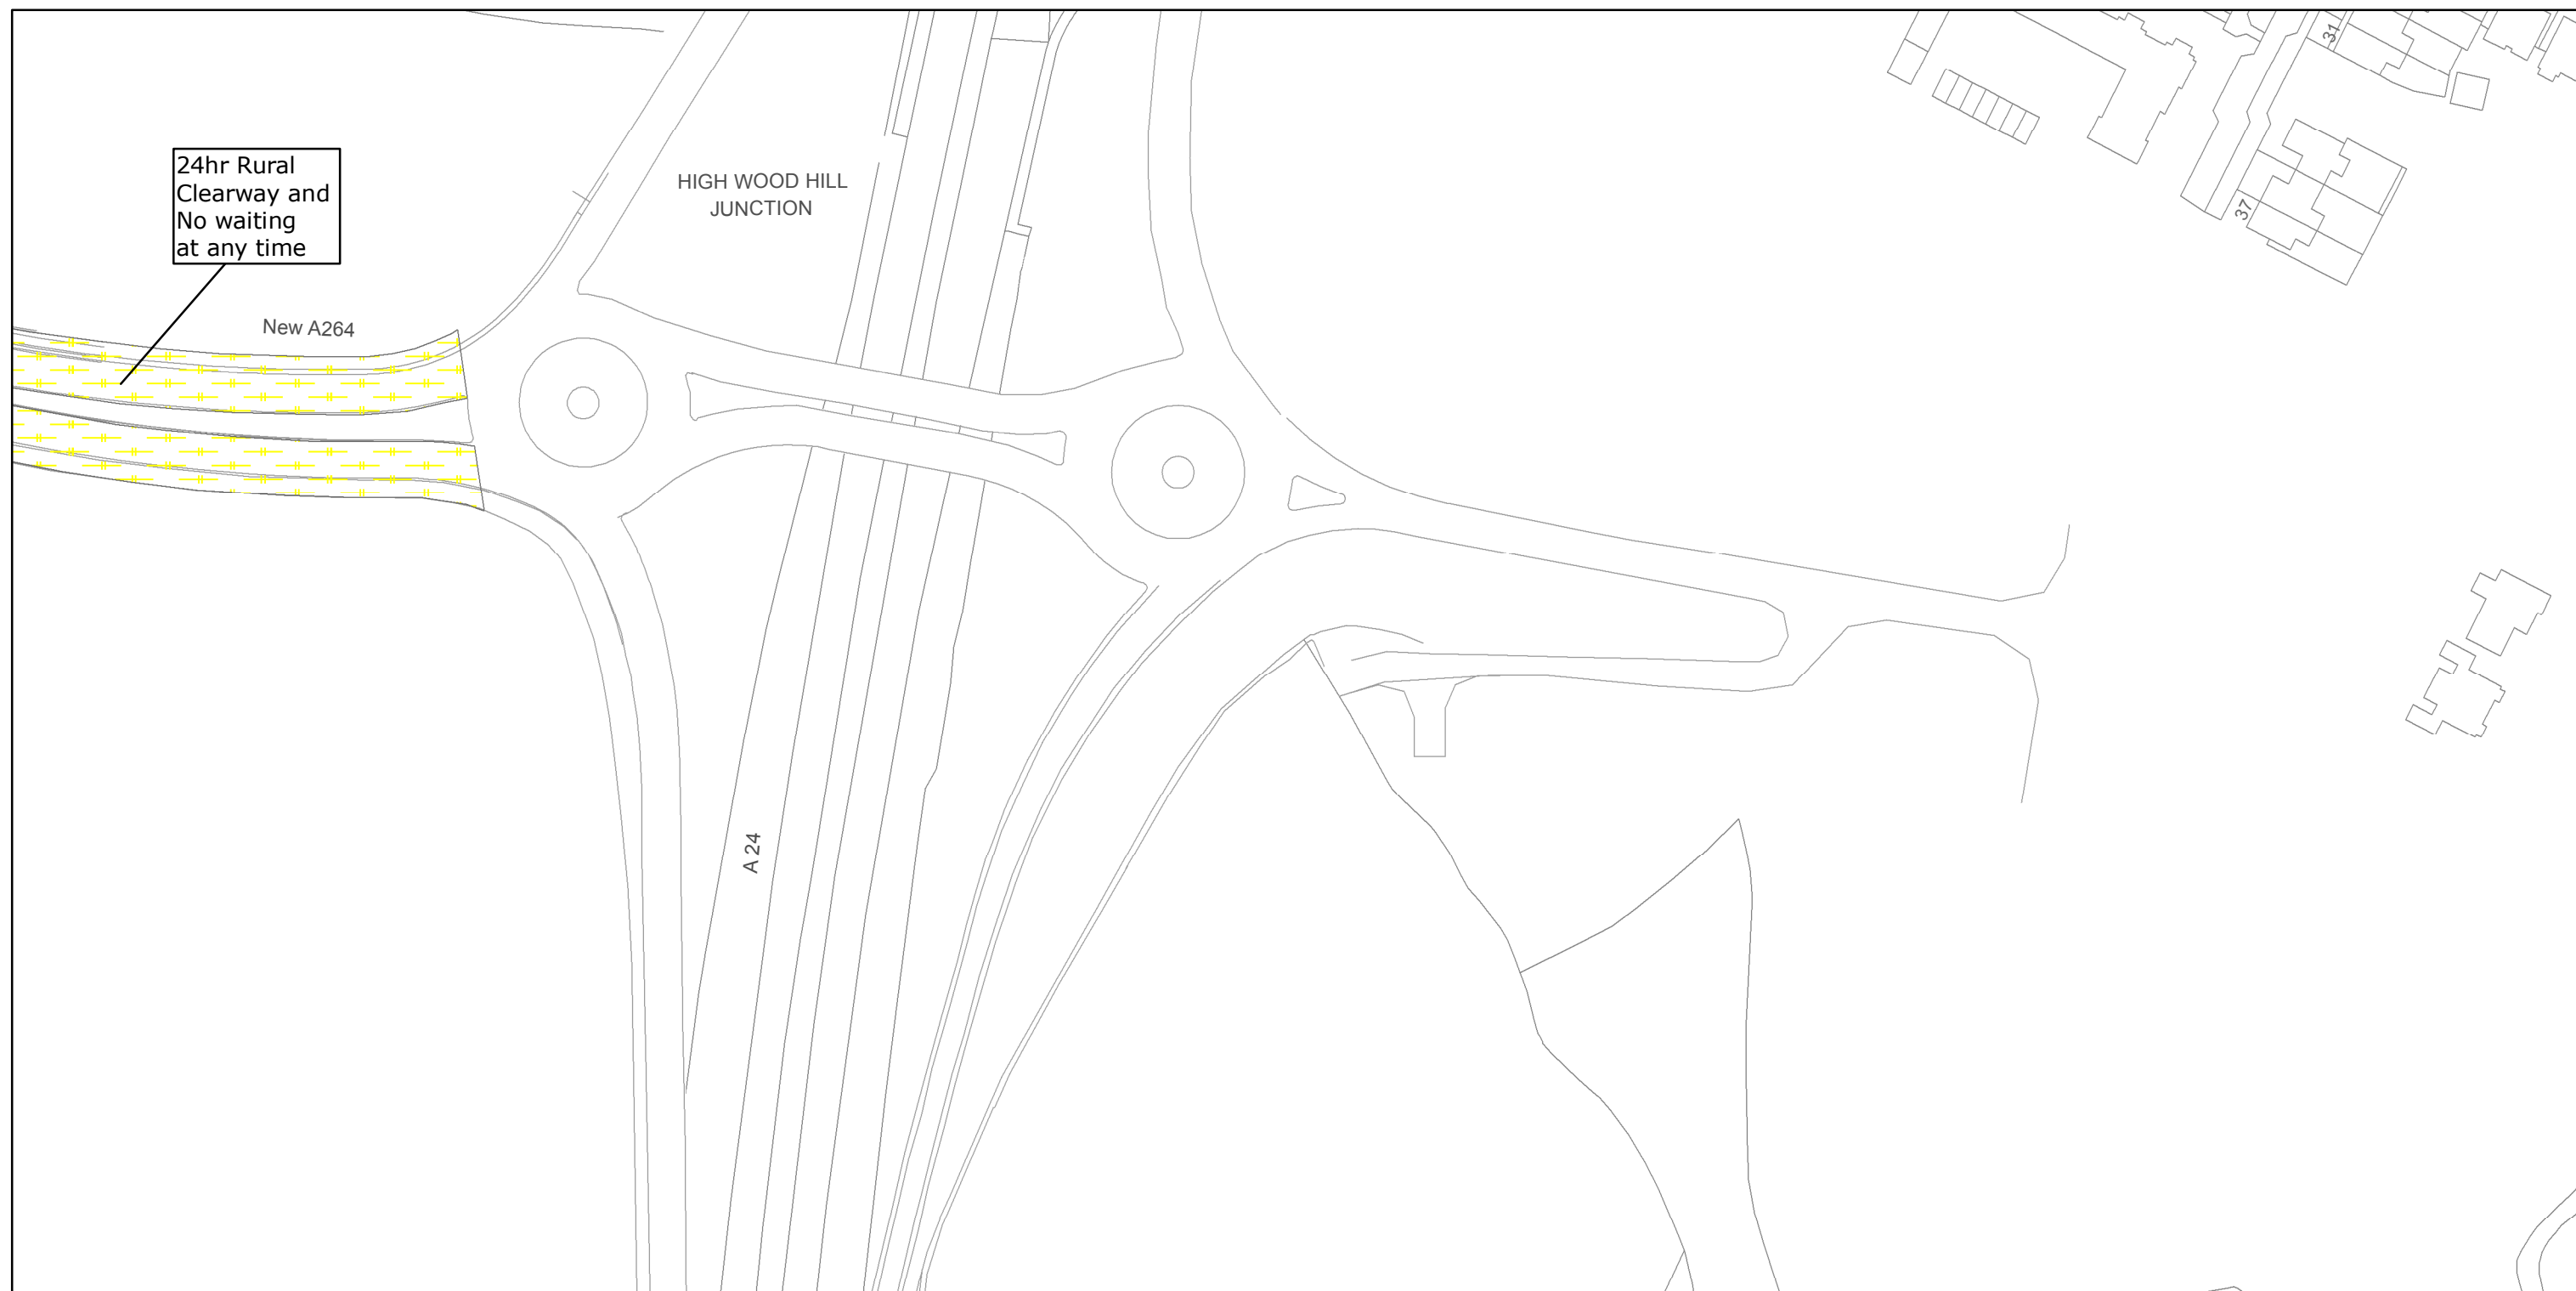 31
24hr Rural
Clearway and
No waiting
at any time
HIGH WOOD HILL
JUNCTION
37
New A264
A 24